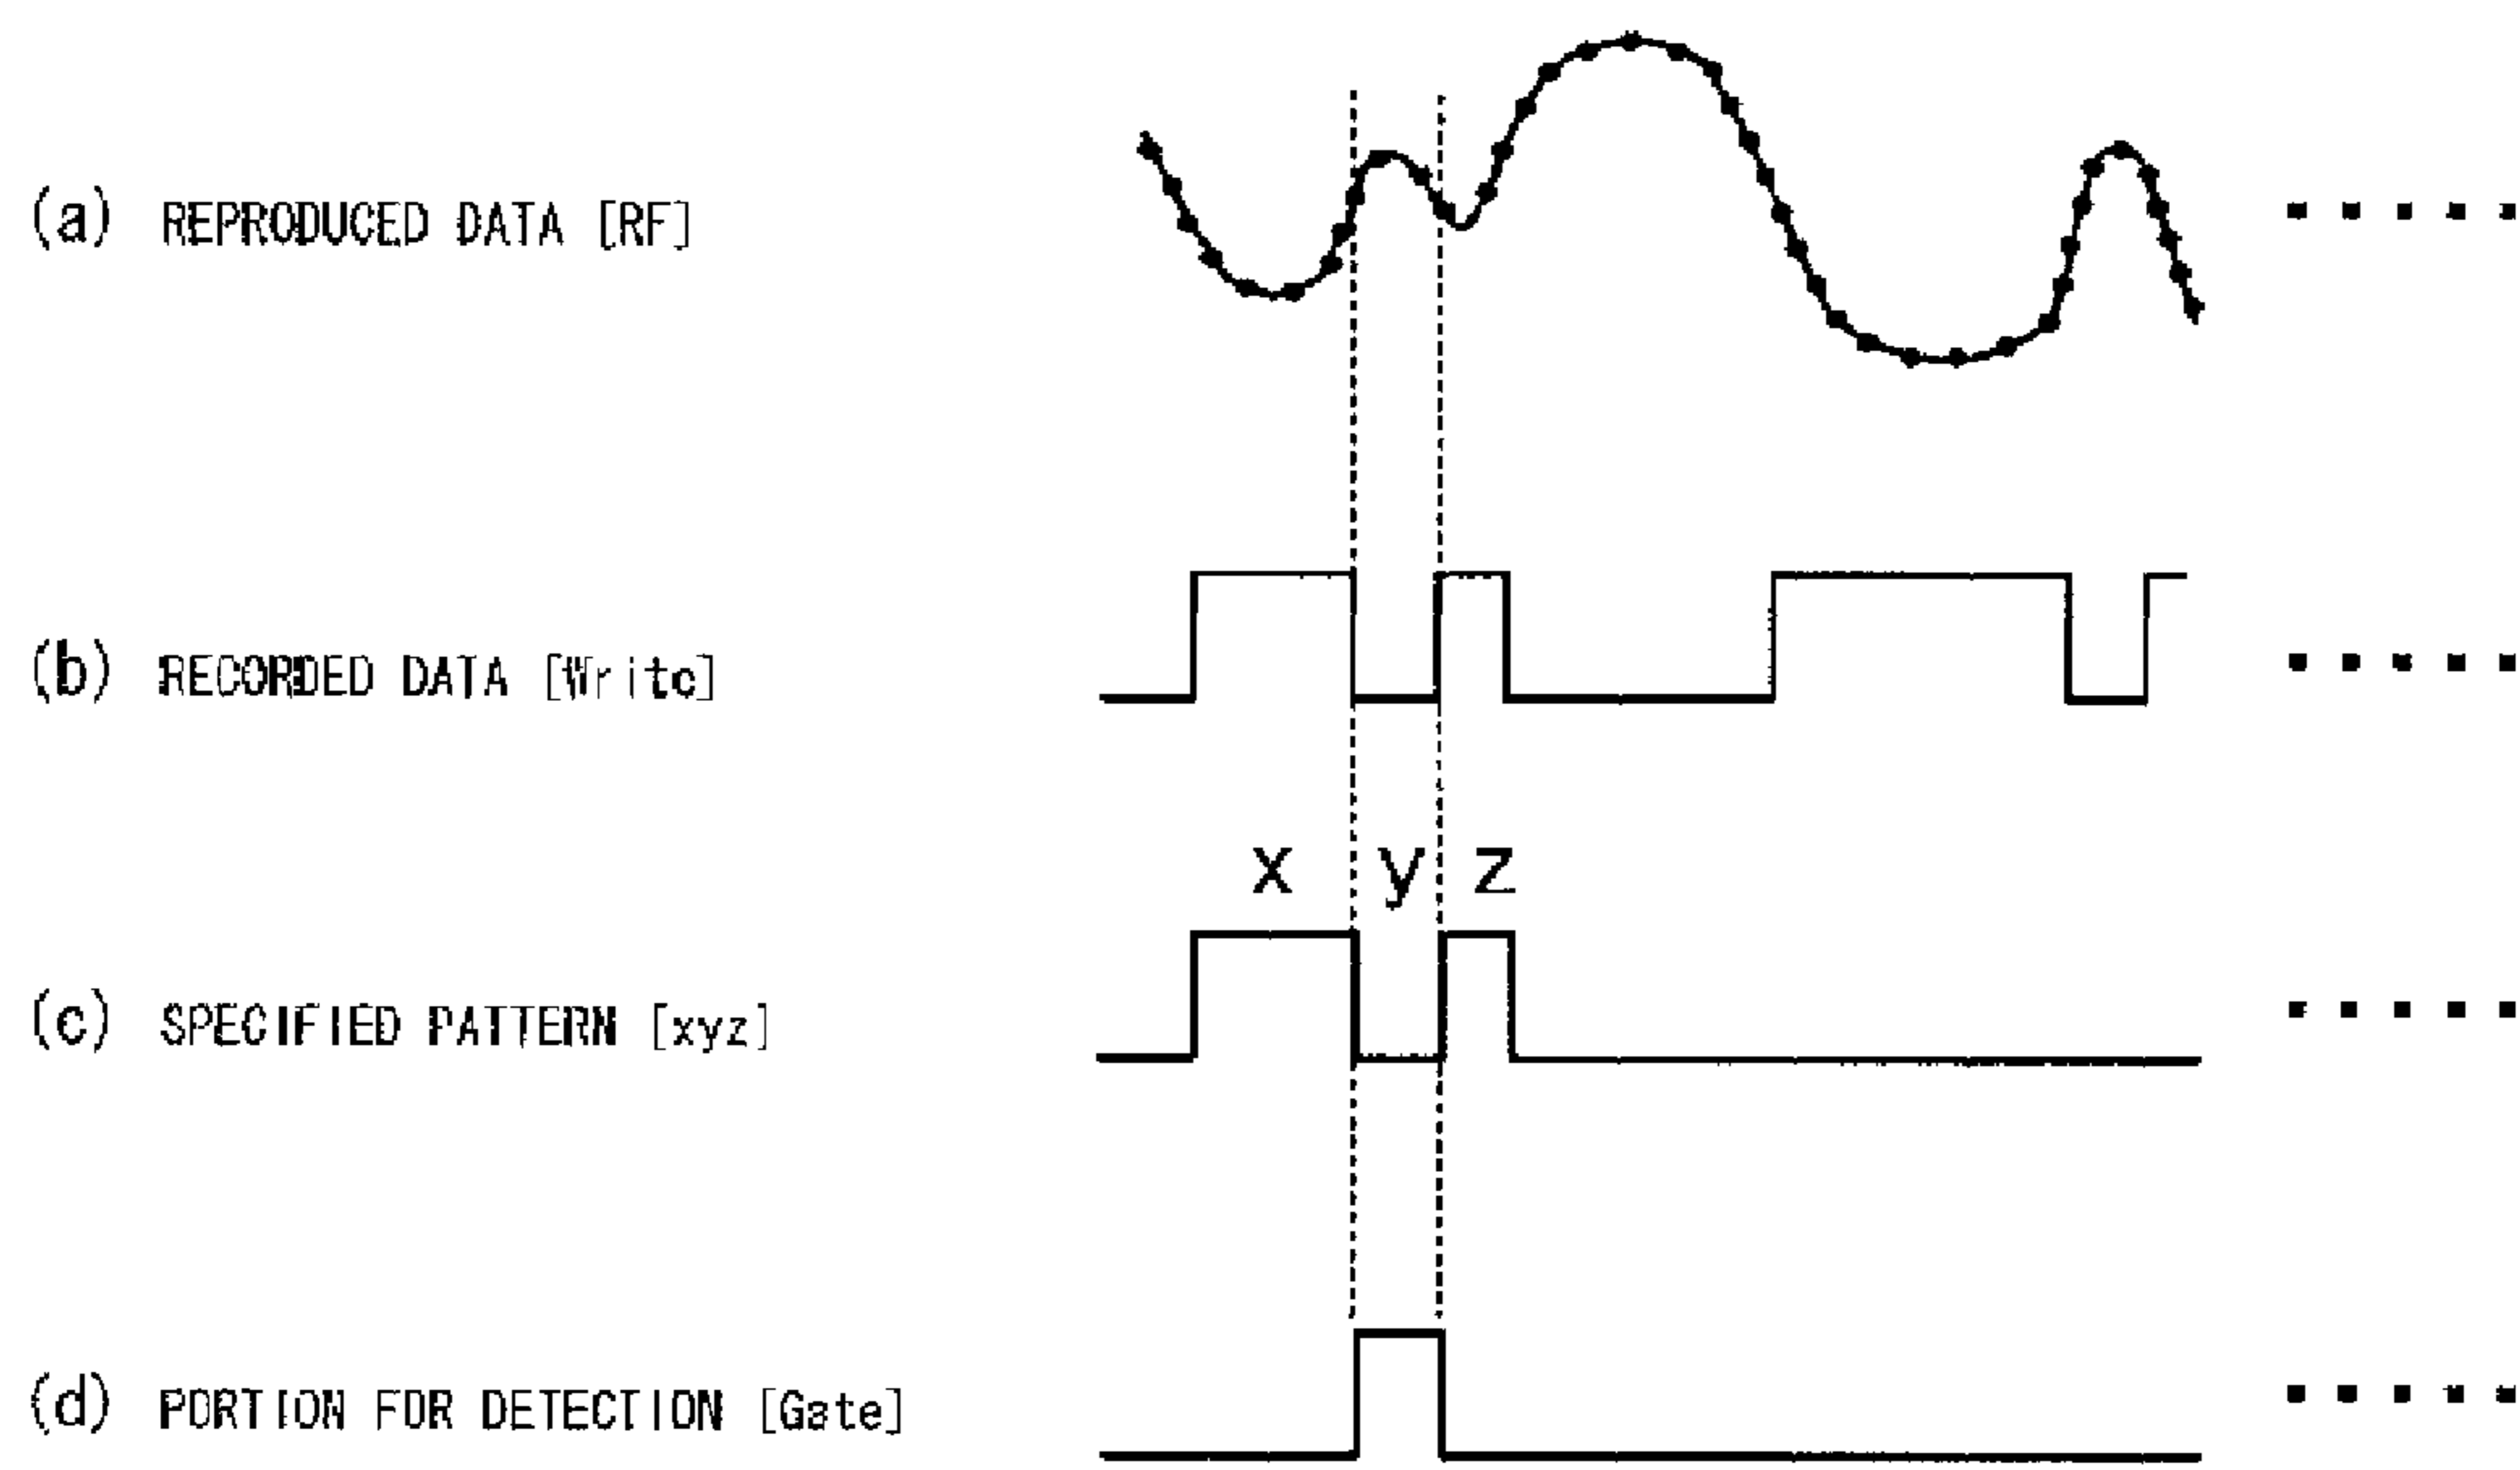 (a) REPRODUCED DATA [RF]
(b) RECORDED DATA [Write]
x y z
(c) SPECIFIED PATTERN [xyz]
(d) PORTION FOR DETECTION [Gate]